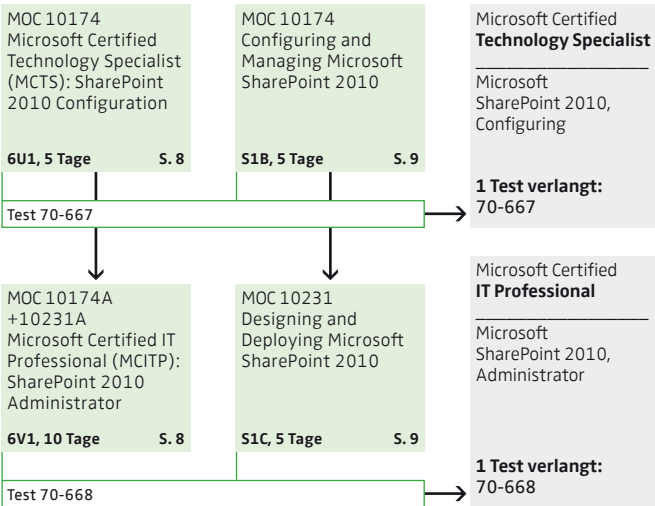 MOC 10174
Microsoft Certified
Technology Specialist
(MCTS): SharePoint
2010 Configuration
6U1, 5 Tage S. 8
MOC 10174
Configuring and
Managing Microsoft
SharePoint 2010
S1B, 5 Tage S. 9
Microsoft Certified
Technology Specialist
Microsoft
SharePoint 2010,
Configuring
1 Test verlangt:
70-667
Test 70-667
MOC 10174A
+10231A
Microsoft Certified IT
Professional (MCITP):
SharePoint 2010
Administrator
6V1, 10 Tage S. 8
MOC 10231
Designing and
Deploying Microsoft
SharePoint 2010
S1C, 5 Tage S. 9
Microsoft Certified
IT Professional
Microsoft
SharePoint 2010,
Administrator
1 Test verlangt:
70-668
Test 70-668